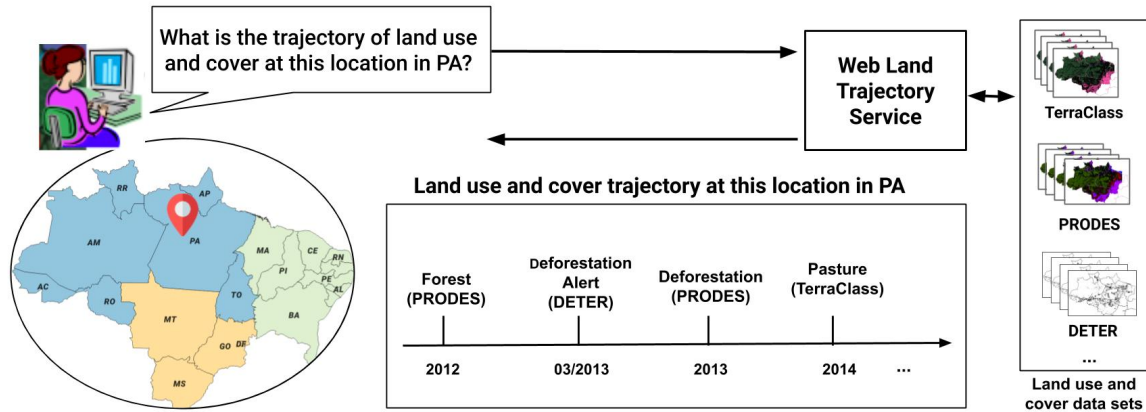 What is the trajectory of land use
and cover at this location in PA?
Web Land
Trajectory
Service
TerraClass
PRODES
DETER
...
Land use and
cover data sets
RR
AP
AM
PA
MA
CE
RN
PI
PE
AL
AC
RO
TO
BA
MT
GO
DF
MS
Land use and cover trajectory at this location in PA
Forest
(PRODES)
Deforestation
Alert
(DETER)
Deforestation
(PRODES)
Pasture
(TerraClass)
2012
03/2013
2013
2014
...